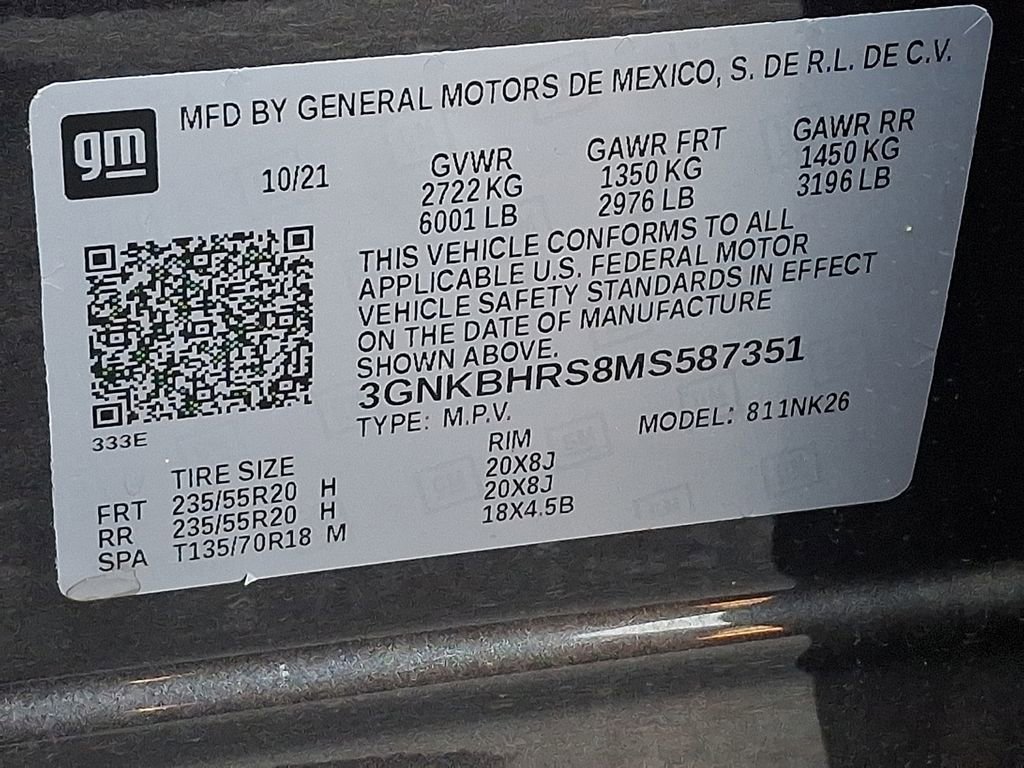 gm
MFD BY GENERAL MOTORS DE MEXICO, S. DE R.L. DE C.V.
10/21 GVWR GAWR FRT GAWR RR
2722 KG 1350 KG 1450 KG
6001 LB 2976 LB 3196 LB
THIS VEHICLE CONFORMS TO ALL
APPLICABLE U.S. FEDERAL MOTOR
VEHICLE SAFETY STANDARDS IN EFFECT
ON THE DATE OF MANUFACTURE
SHOWN ABOVE.
3GNKBHRS8MS587351
333E
TYPE: M.P.V. MODEL: 811NK26
TIRE SIZE RIM
FRT 235/55R20 H 20X8J
RR 235/55R20 H 20X8J
SPA T135/70R18 M 18X4.5B